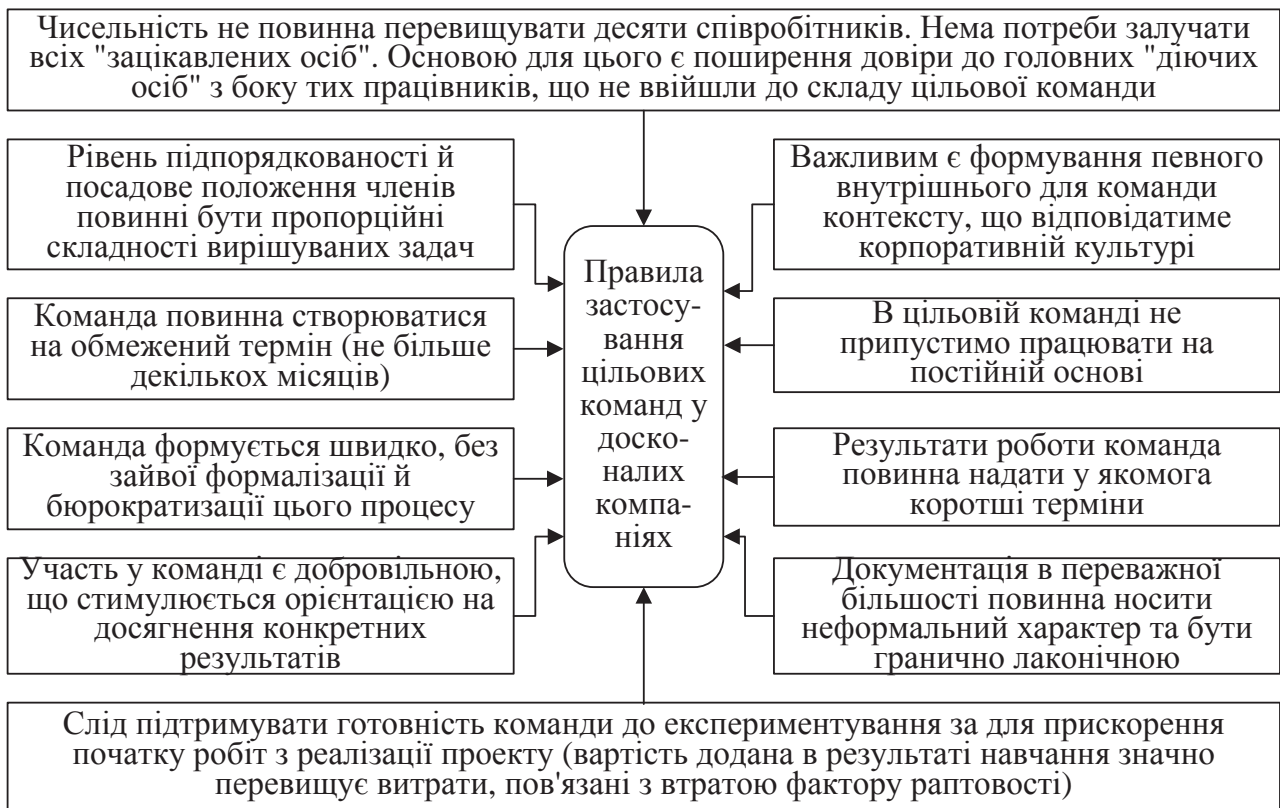 Чисельність не повинна перевищувати десяти співробітників. Нема потреби залучати
всіх "зацікавлених осіб". Основою для цього є поширення довіри до головних "діючих
осіб" з боку тих працівників, що не ввійшли до складу цільової команди
Рівень підпорядкованості й
посадове положення членів
повинні бути пропорційні
складності вирішуваних задач
Команда повинна створюватися
на обмежений термін (не більше
декількох місяців)
Команда формується швидко, без
зайвої формалізації й
бюрократизації цього процесу
Участь у команді є добровільною,
що стимулюється орієнтацією на
досягнення конкретних
результатів
Правила
застосу-
вання
цільових
команд у
доско-
налих
компа-
ніях
Важливим є формування певного
внутрішнього для команди
контексту, що відповідатиме
корпоративній культурі
В цільовій команді не
припустимо працювати на
постійній основі
Результати роботи команда
повинна надати у якомога
коротші терміни
Документація в переважної
більшості повинна носити
неформальний характер та бути
гранично лаконічною
Слід підтримувати готовність команди до експериментування за для прискорення
початку робіт з реалізації проекту (вартість додана в результаті навчання значно
перевищує витрати, пов'язані з втратою фактору раптовості)